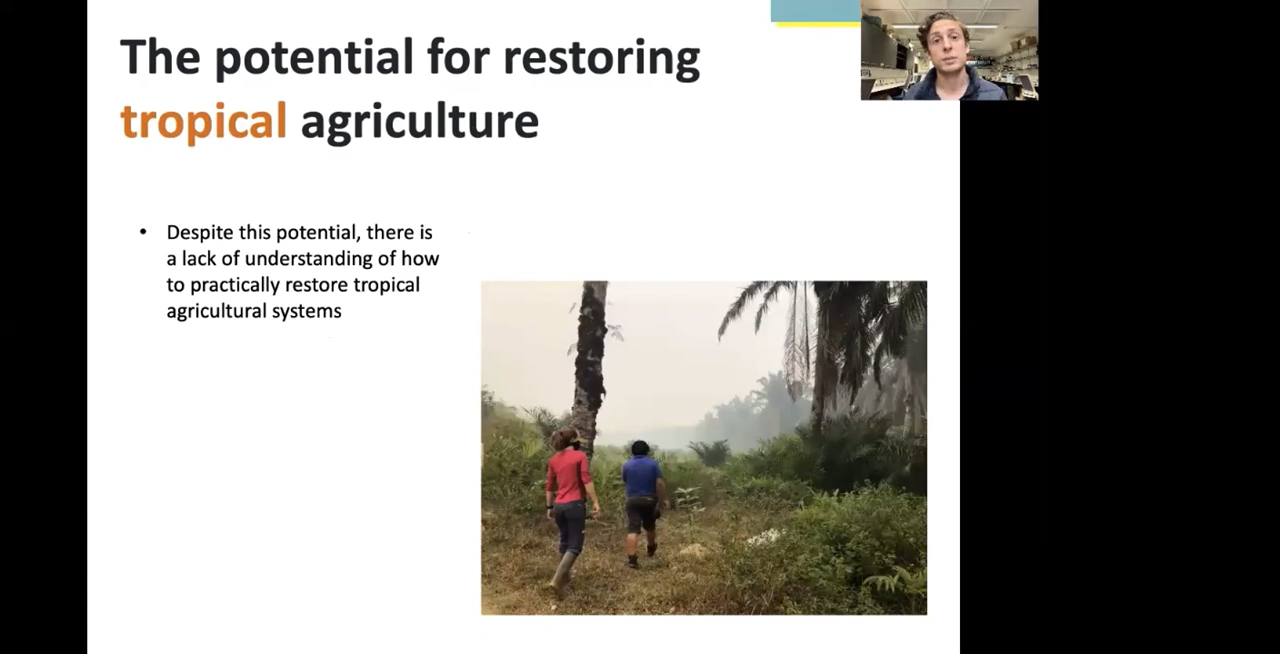 The potential for restoring
tropical agriculture
• Despite this potential, there is
a lack of understanding of how
to practically restore tropical
agricultural systems